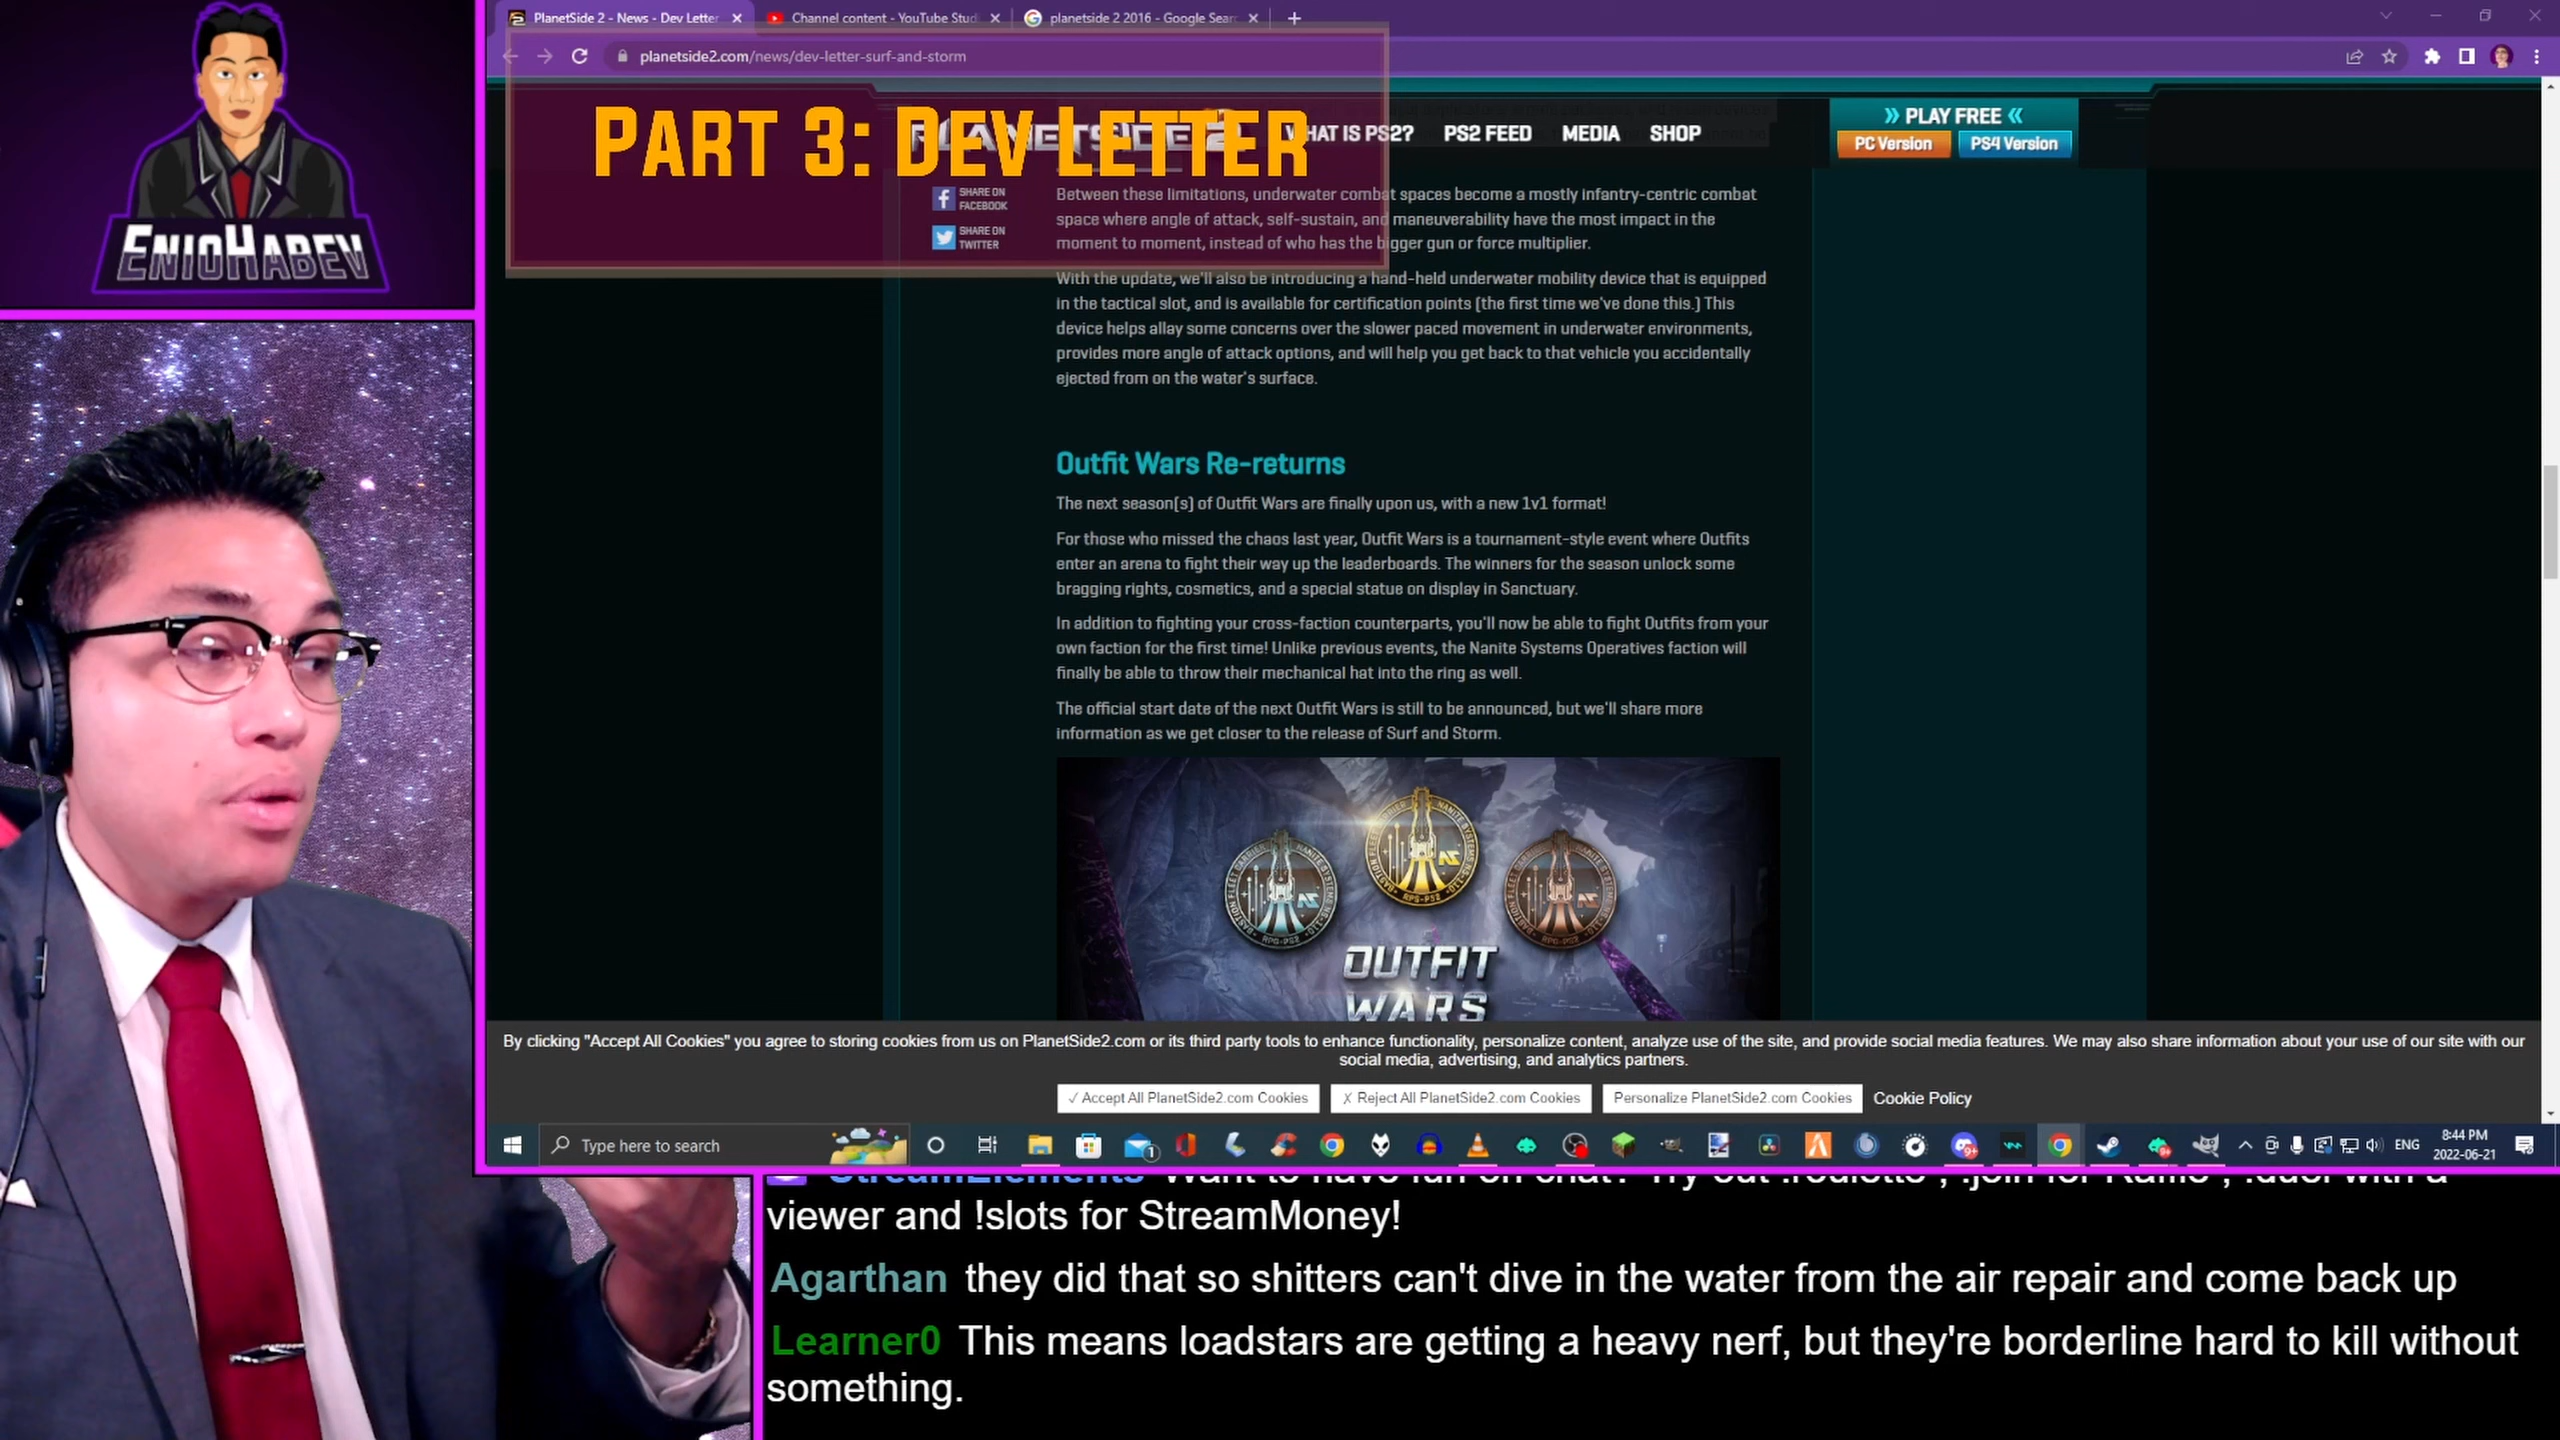 PlanetSide 2 - News - Dev Letter
Channel content - YouTube Stud
planetside 2 2016 - Google Sear
planetside2.com/news/dev-letter-surf-and-storm
PART 3: DEV LETTER
PLANETSIDE 2
WHAT IS PS2?
PS2 FEED
MEDIA
SHOP
PLAY FREE
PC Version
PS4 Version
ENIOHABEV
SHARE ON
FACEBOOK
SHARE ON
TWITTER
Between these limitations, underwater combat spaces become a mostly infantry-centric combat
space where angle of attack, self-sustain, and maneuverability have the most impact in the
moment to moment, instead of who has the bigger gun or force multiplier.
With the update, we'll also be introducing a hand-held underwater mobility device that is equipped
in the tactical slot, and is available for certification points (the first time we've done this.) This
device helps allay some concerns over the slower paced movement in underwater environments,
provides more angle of attack options, and will help you get back to that vehicle you accidentally
ejected from on the water's surface.
Outfit Wars Re-returns
The next season(s) of Outfit Wars are finally upon us, with a new 1v1 format!
For those who missed the chaos last year, Outfit Wars is a tournament-style event where Outfits
enter an arena to fight their way up the leaderboards. The winners for the season unlock some
bragging rights, cosmetics, and a special statue on display in Sanctuary.
In addition to fighting your cross-faction counterparts, you'll now be able to fight Outfits from your
own faction for the first time! Unlike previous events, the Nanite Systems Operatives faction will
finally be able to throw their mechanical hat into the ring as well.
The official start date of the next Outfit Wars is still to be announced, but we'll share more
information as we get closer to the release of Surf and Storm.
OUTFIT
WARS
By clicking "Accept All Cookies" you agree to storing cookies from us on PlanetSide2.com or its third party tools to enhance functionality, personalize content, analyze use of the site, and provide social media features. We may also share information about your use of our site with our
social media, advertising, and analytics partners.
✓ Accept All PlanetSide2.com Cookies
✗ Reject All PlanetSide2.com Cookies
Personalize PlanetSide2.com Cookies
Cookie Policy
Type here to search
ENG
8:44 PM
2022-06-21
StreamElements Want to have fun on chat? Try out !roulette , !join for Raffle , !duel with a
viewer and !slots for StreamMoney!
Agarthan they did that so shitters can't dive in the water from the air repair and come back up
Learner0 This means loadstars are getting a heavy nerf, but they're borderline hard to kill without
something.